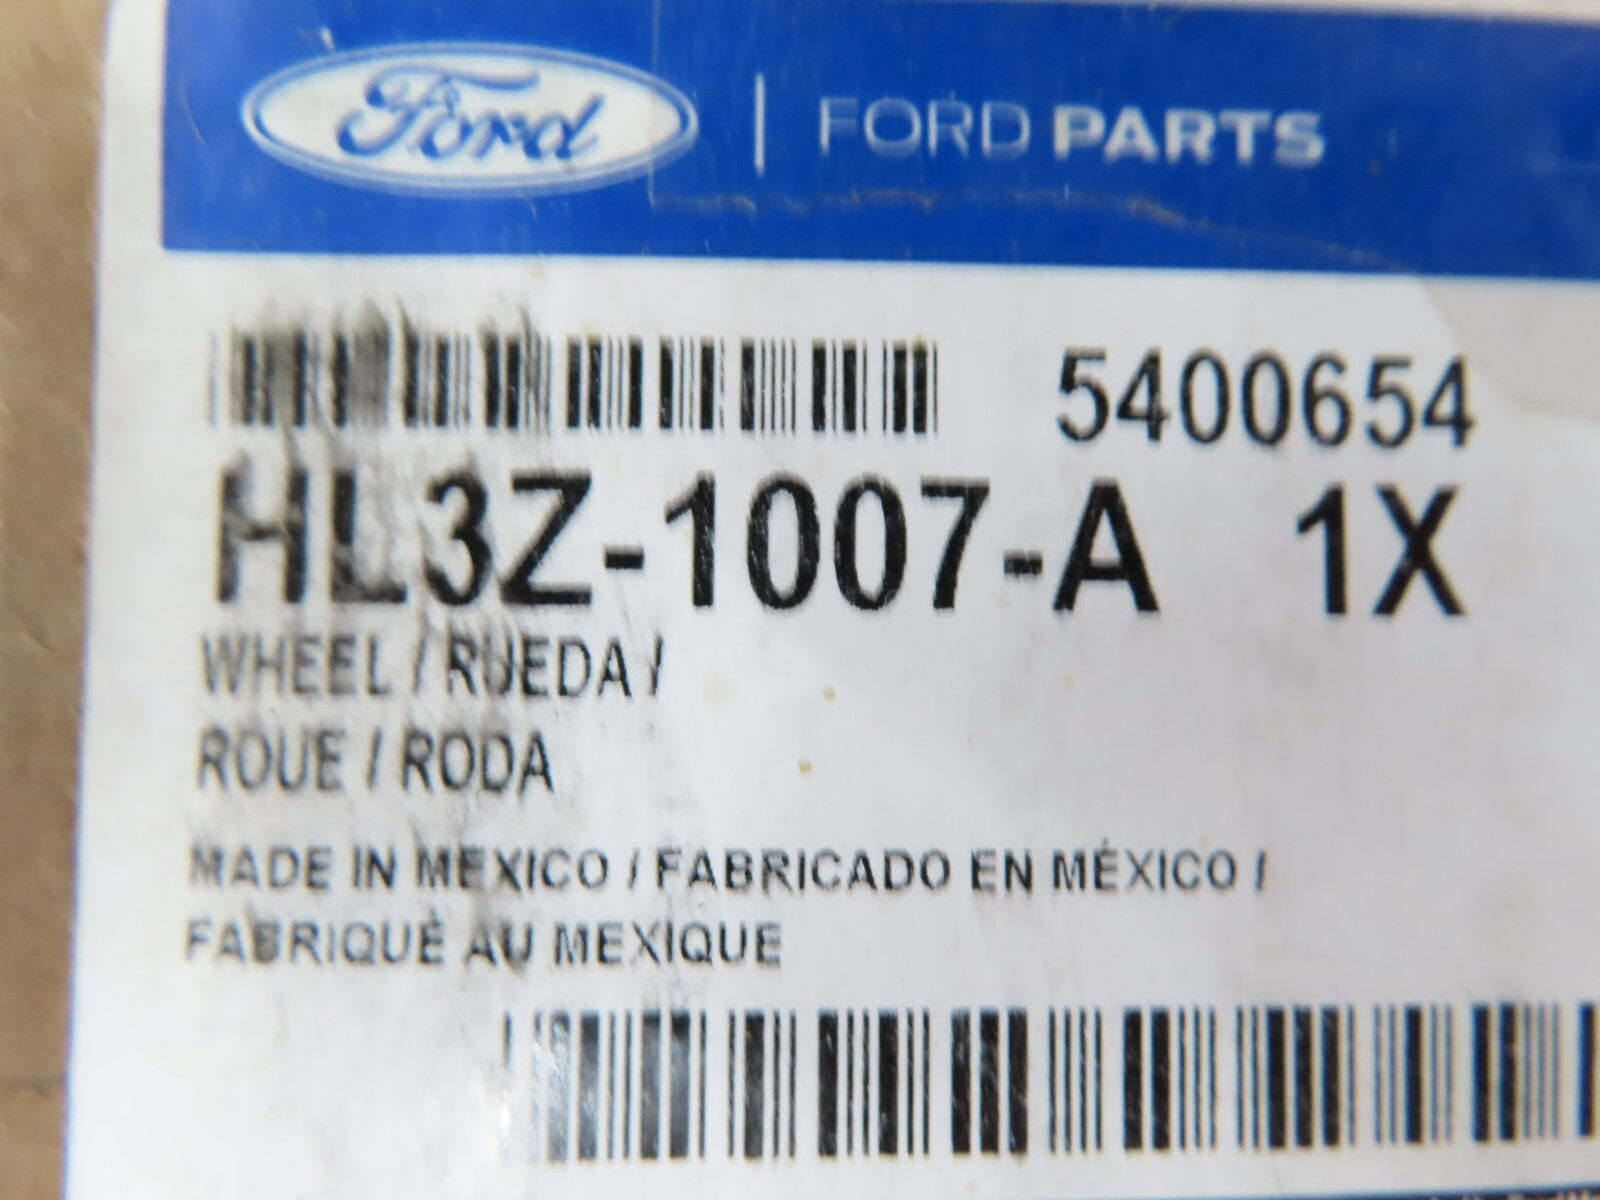 Ford | FORD PARTS
5400654
HL3Z-1007-A 1X
WHEEL / RUEDA /
ROUE / RODA
MADE IN MEXICO / FABRICADO EN MÉXICO /
FABRIQUÉ AU MEXIQUE